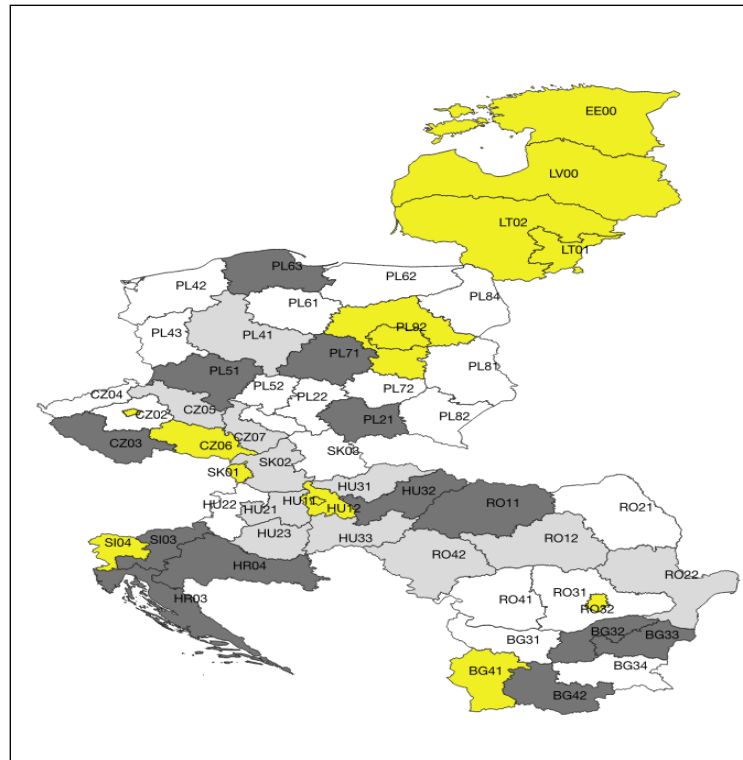 EE00
LV00
LT02
LT01
PL63
PL62
PL42
PL84
PL61
PL92
PL43
PL41
PL71
PL81
PL51
PL52
PL72
CZ04
PL22
CZ05
CZ02
PL82
PL21
CZ07
CZ03
CZ06
SK03
SK02
SK01
HU31
HU32
HU11
RO11
HU22
HU12
RO21
HU21
HU23
RO12
SI04
SI03
HU33
RO42
HR04
RO22
RO31
HR03
RO41
RO32
BG32
BG33
BG31
BG34
BG41
BG42